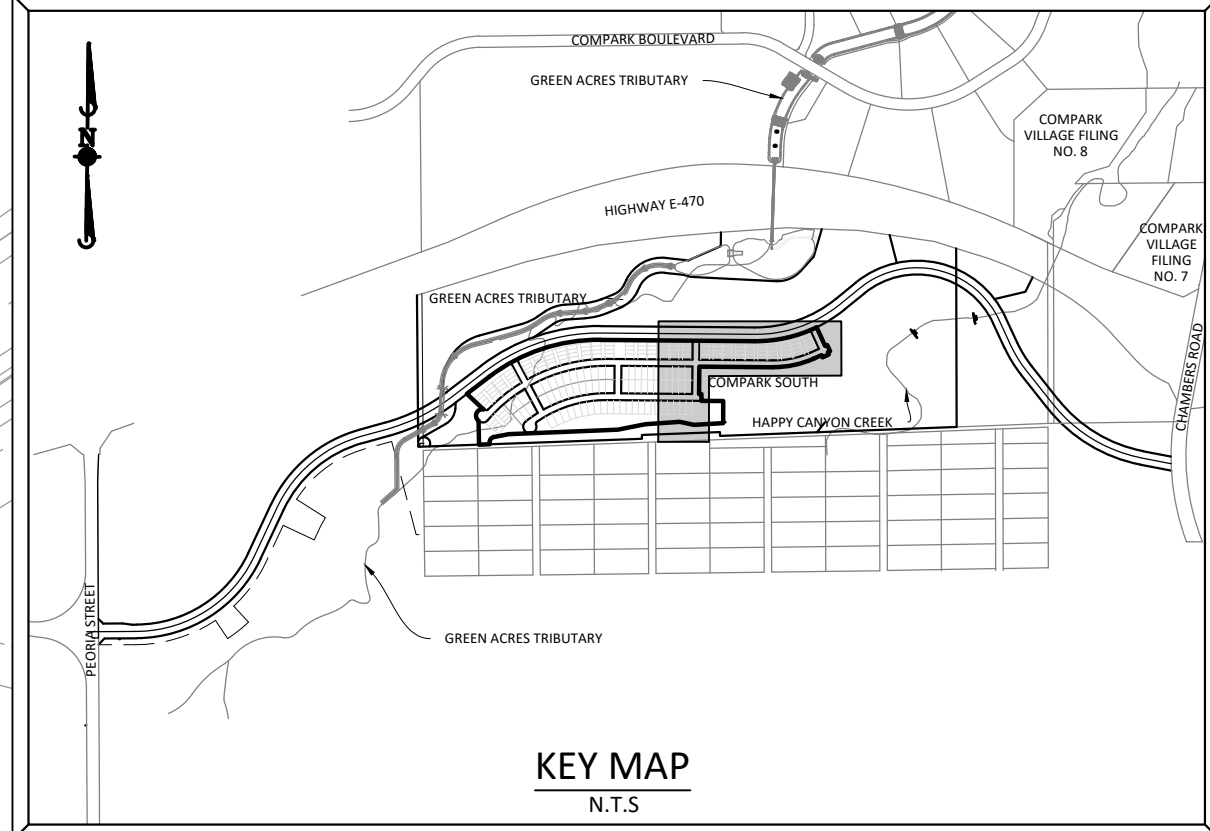 COMPARK BOULEVARD
GREEN ACRES TRIBUTARY
N
COMPARK
VILLAGE FILING
NO. 8
HIGHWAY E-470
COMPARK
VILLAGE
FILING
NO. 7
GREEN ACRES TRIBUTARY
CHAMBERS ROAD
COMPARK SOUTH
HAPPY CANYON CREEK
PEORIA STREET
GREEN ACRES TRIBUTARY
KEY MAP
N.T.S